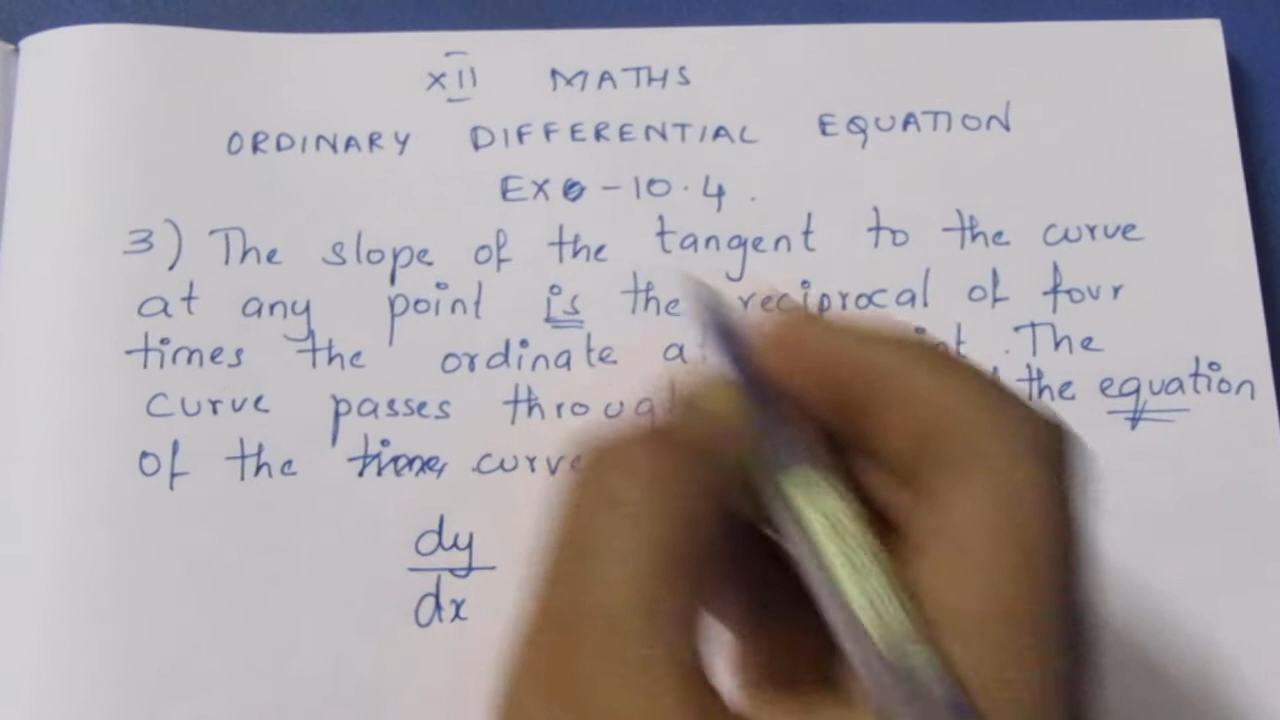 XII MATHS
ORDINARY DIFFERENTIAL EQUATION
EX - 10.4.
3) The slope of the tangent to the curve
at any point is the reciprocal of four
times the ordinate The
curve passes the equation
of the curve
dy
dx